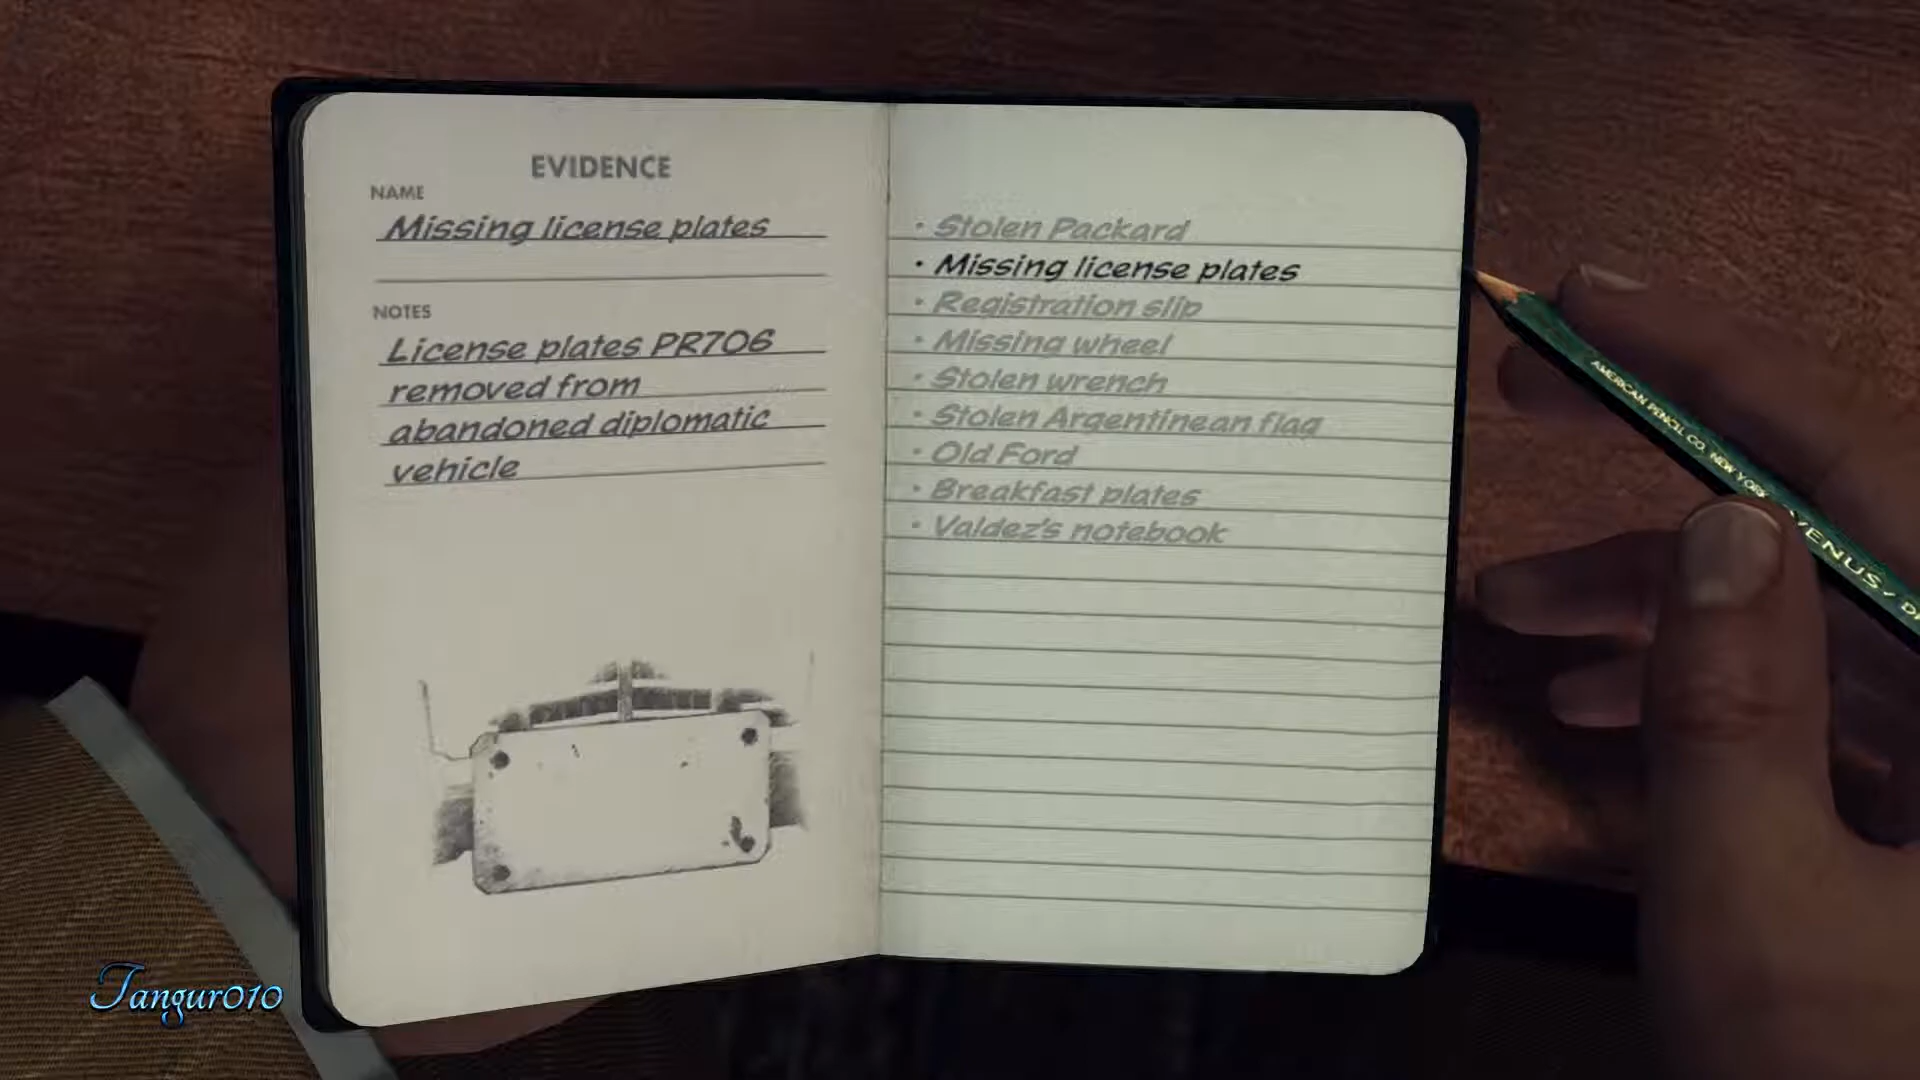 EVIDENCE
NAME
Missing license plates
NOTES
License plates PR706
removed from
abandoned diplomatic
vehicle
• Stolen Packard
• Missing license plates
• Registration slip
• Missing wheel
• Stolen wrench
• Stolen Argentinean flag
• Old Ford
• Breakfast plates
• Valdez's notebook
AMERICAN PENCIL CO. NEW YORK
VENUS
Tangur010